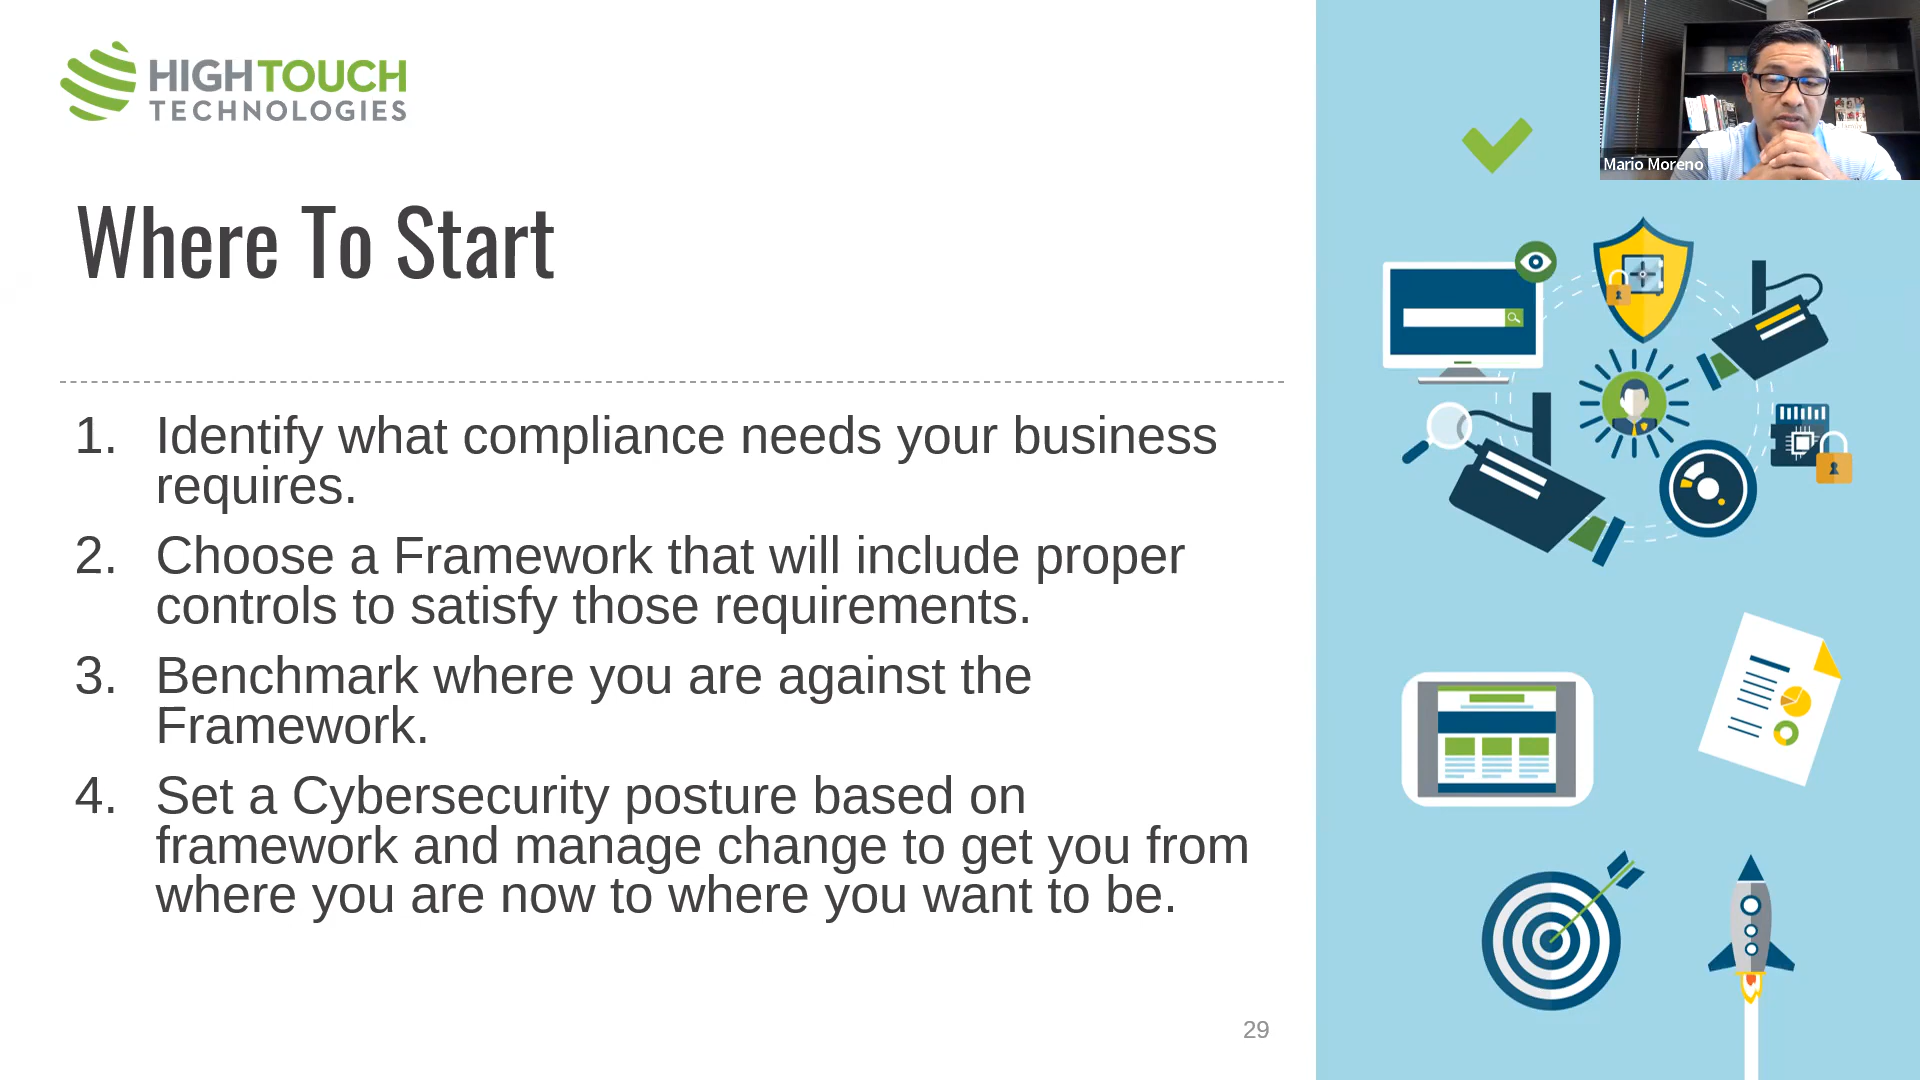 HIGHTOUCH
TECHNOLOGIES
Mario Moreno
Where To Start
1. Identify what compliance needs your business
requires.
2. Choose a Framework that will include proper
controls to satisfy those requirements.
3. Benchmark where you are against the
Framework.
4. Set a Cybersecurity posture based on
framework and manage change to get you from
where you are now to where you want to be.
29